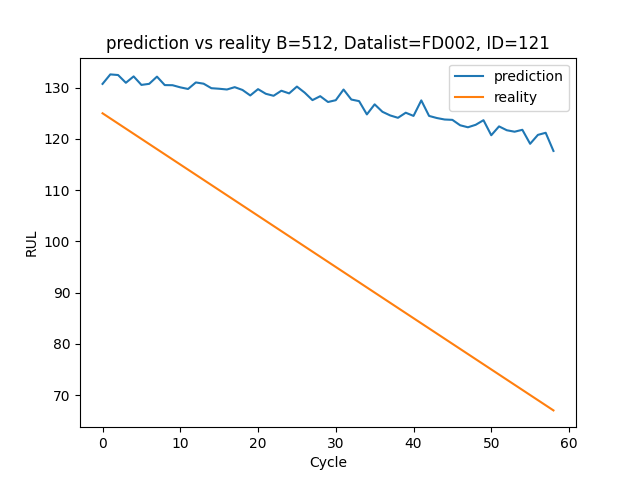 prediction vs reality B=512, Datalist=FD002, ID=121
prediction
reality
130
120
110
100
90
80
70
RUL
0 10 20 30 40 50 60
Cycle